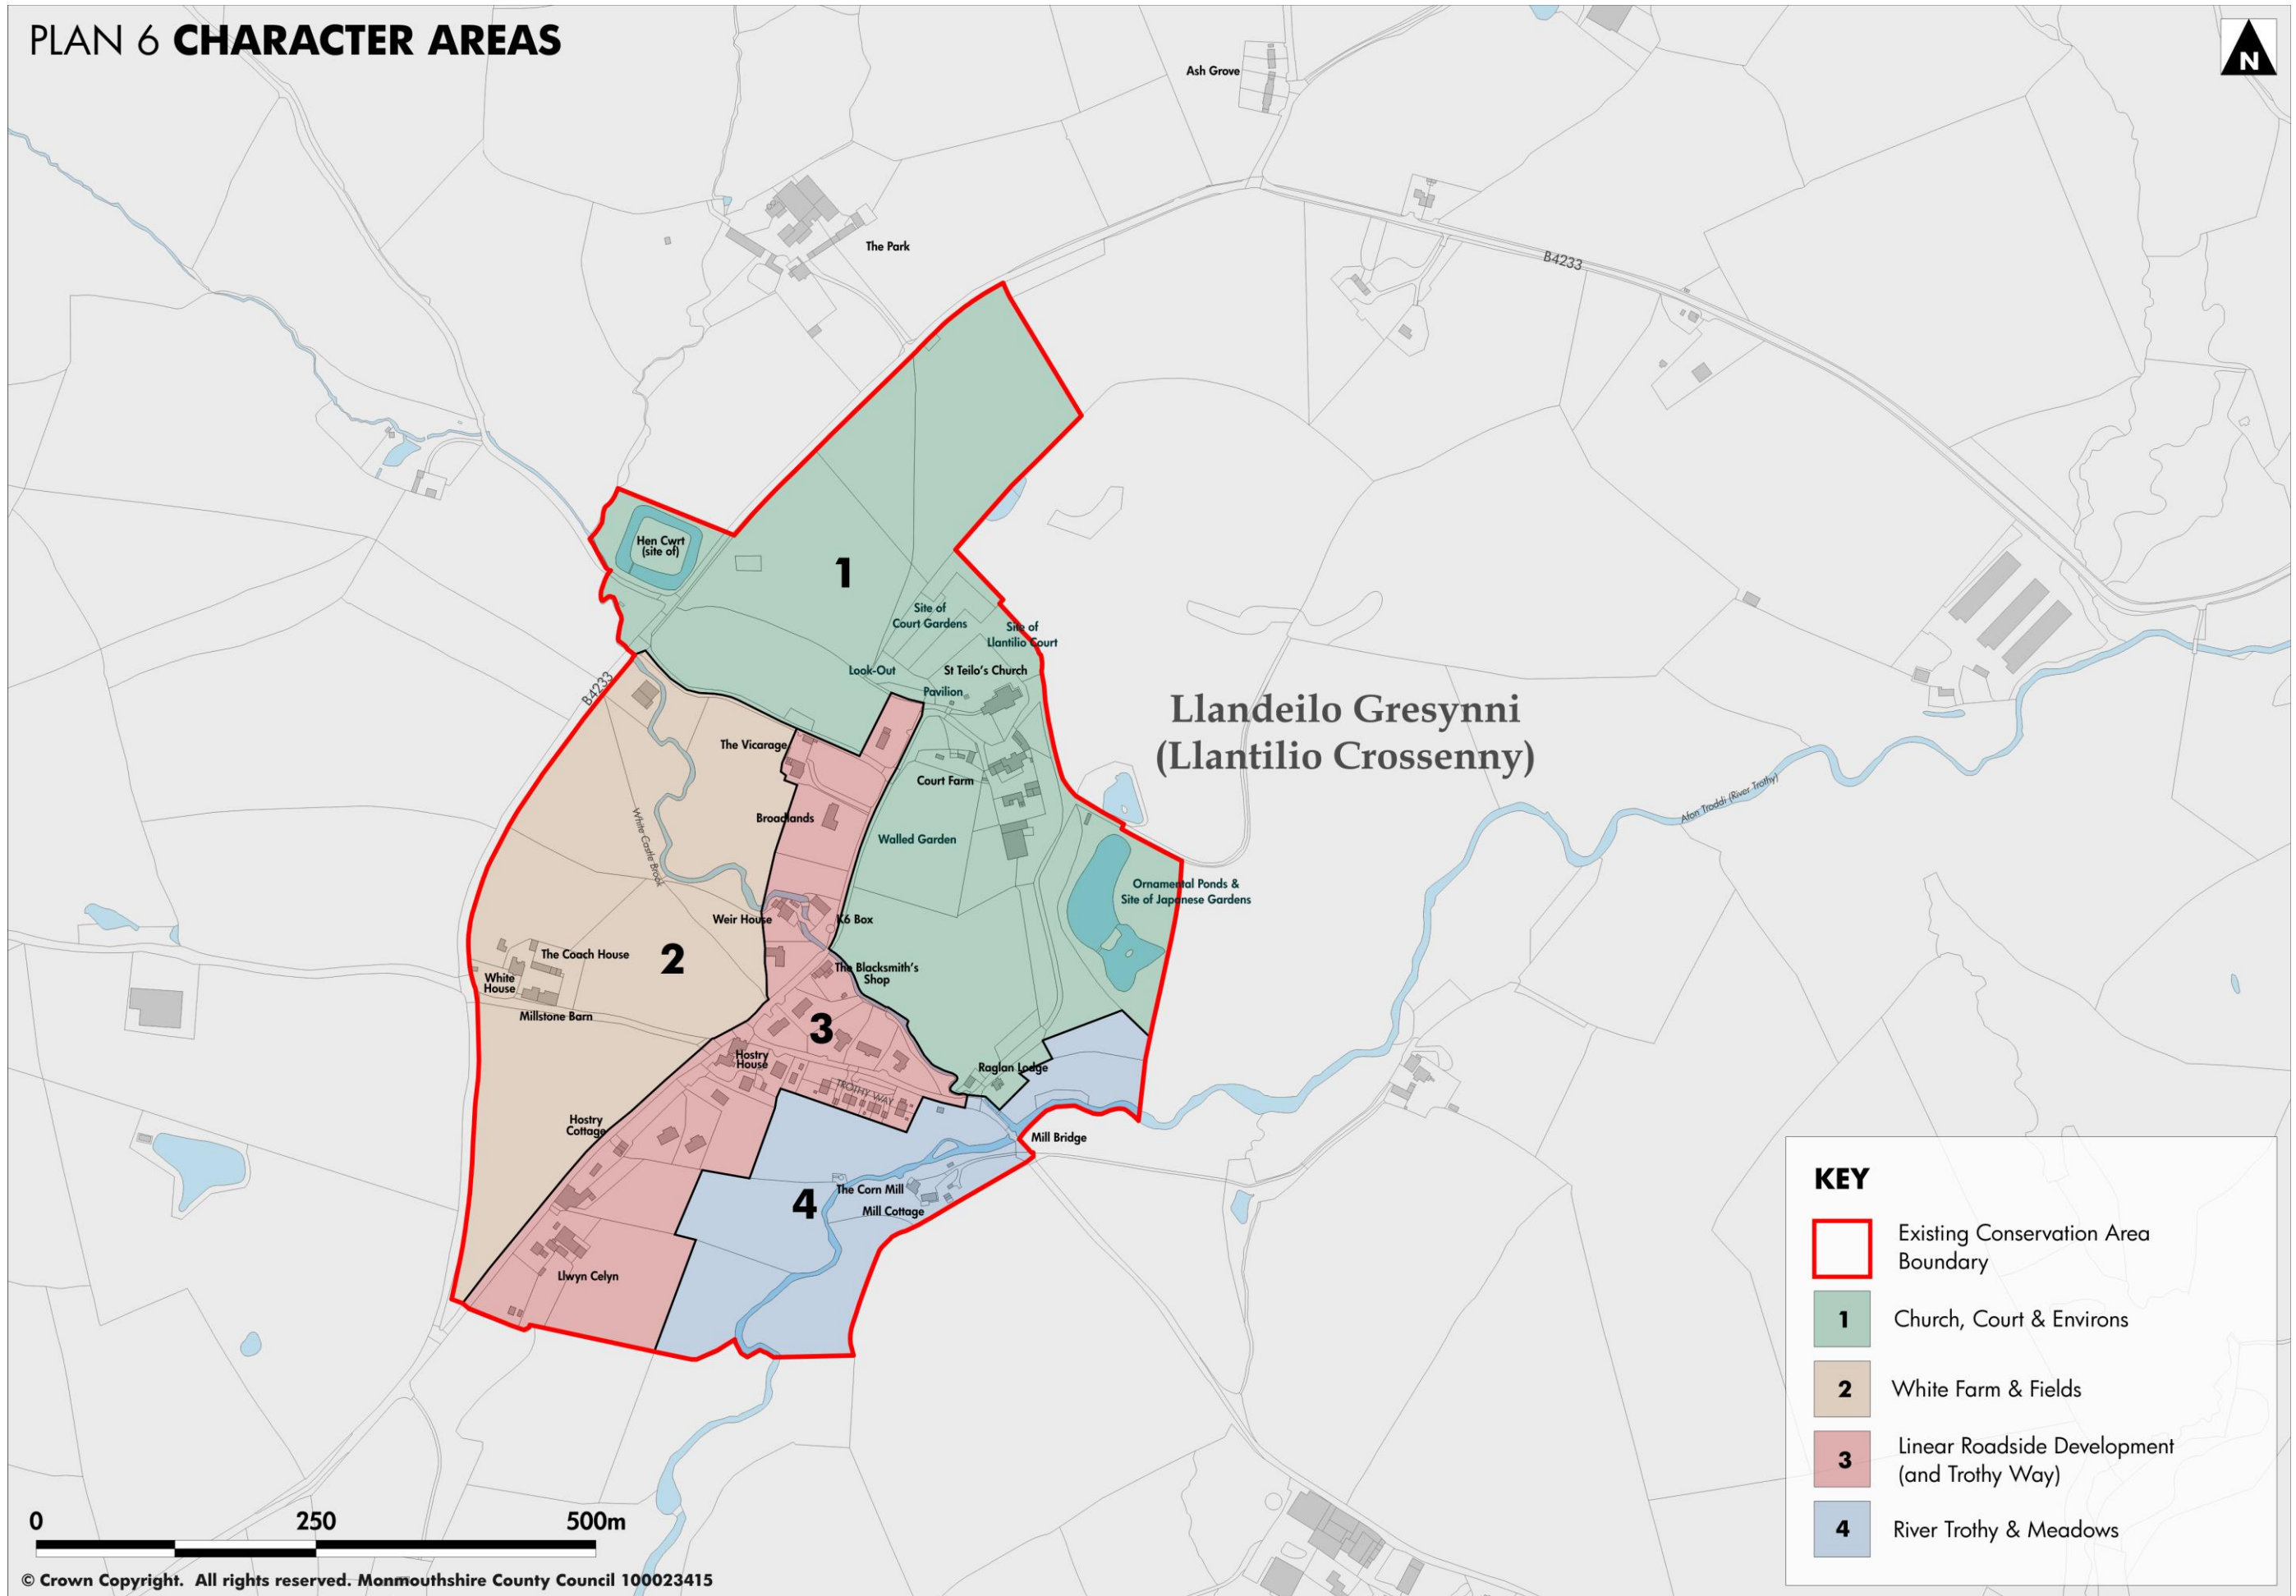 PLAN 6 CHARACTER AREAS
N
Ash Grove
The Park
B4233
Hen Cwrt
(site of)
1
Site of
Court Gardens
Site of
Llantilio Court
Look-Out
St Teilo's Church
Pavilion
B4233
Llandeilo Gresynni
(Llantilio Crossenny)
The Vicarage
Court Farm
Afon Troddi (River Trothy)
Broadlands
White Castle Brook
Walled Garden
Ornamental Ponds &
Site of Japanese Gardens
Weir House
K6 Box
The Coach House
2
The Blacksmith's
Shop
White
House
Millstone Barn
3
Hostry
House
Raglan Lodge
TROTHY WAY
Hostry
Cottage
Mill Bridge
The Corn Mill
4
Mill Cottage
Llwyn Celyn
KEY
Existing Conservation Area
Boundary
1 Church, Court & Environs
2 White Farm & Fields
3 Linear Roadside Development
(and Trothy Way)
4 River Trothy & Meadows
0 250 500m
© Crown Copyright. All rights reserved. Monmouthshire County Council 100023415